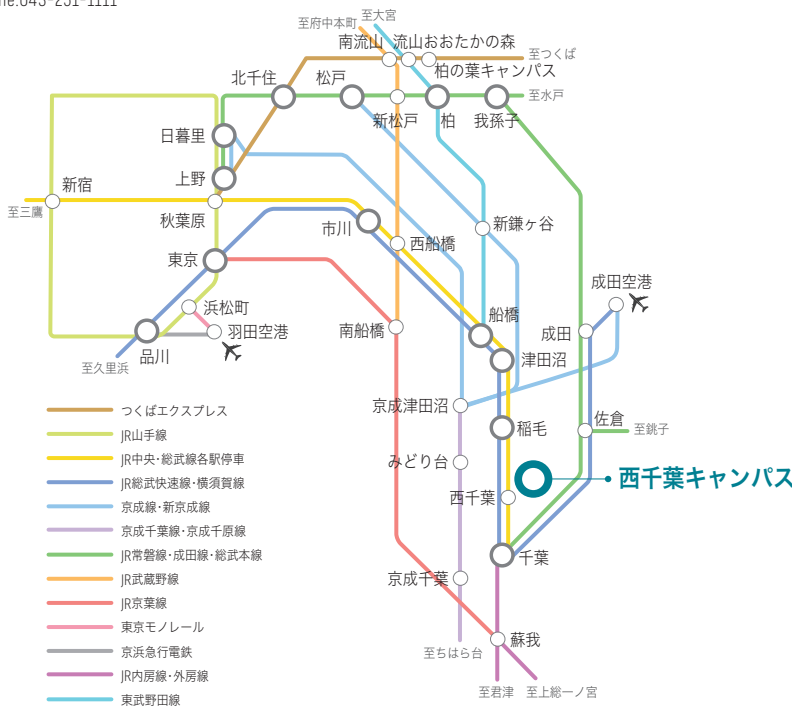 ne.043-251-1111
至大宮
至府中本町
南流山
流山おおたかの森
至つくば
柏の葉キャンパス
北千住
松戸
至水戸
新松戸
柏
我孫子
日暮里
上野
新宿
至三鷹
秋葉原
市川
西船橋
新鎌ヶ谷
東京
成田空港
浜松町
船橋
羽田空港
南船橋
成田
品川
津田沼
至久里浜
京成津田沼
佐倉
稲毛
至銚子
みどり台
西千葉キャンパス
西千葉
千葉
京成千葉
蘇我
至ちはら台
至君津
至上総一ノ宮
つくばエクスプレス
JR山手線
JR中央・総武線各駅停車
JR総武快速線・横須賀線
京成線・新京成線
京成千葉線・京成千原線
JR常磐線・成田線・総武本線
JR武蔵野線
JR京葉線
東京モノレール
京浜急行電鉄
JR内房線・外房線
東武野田線